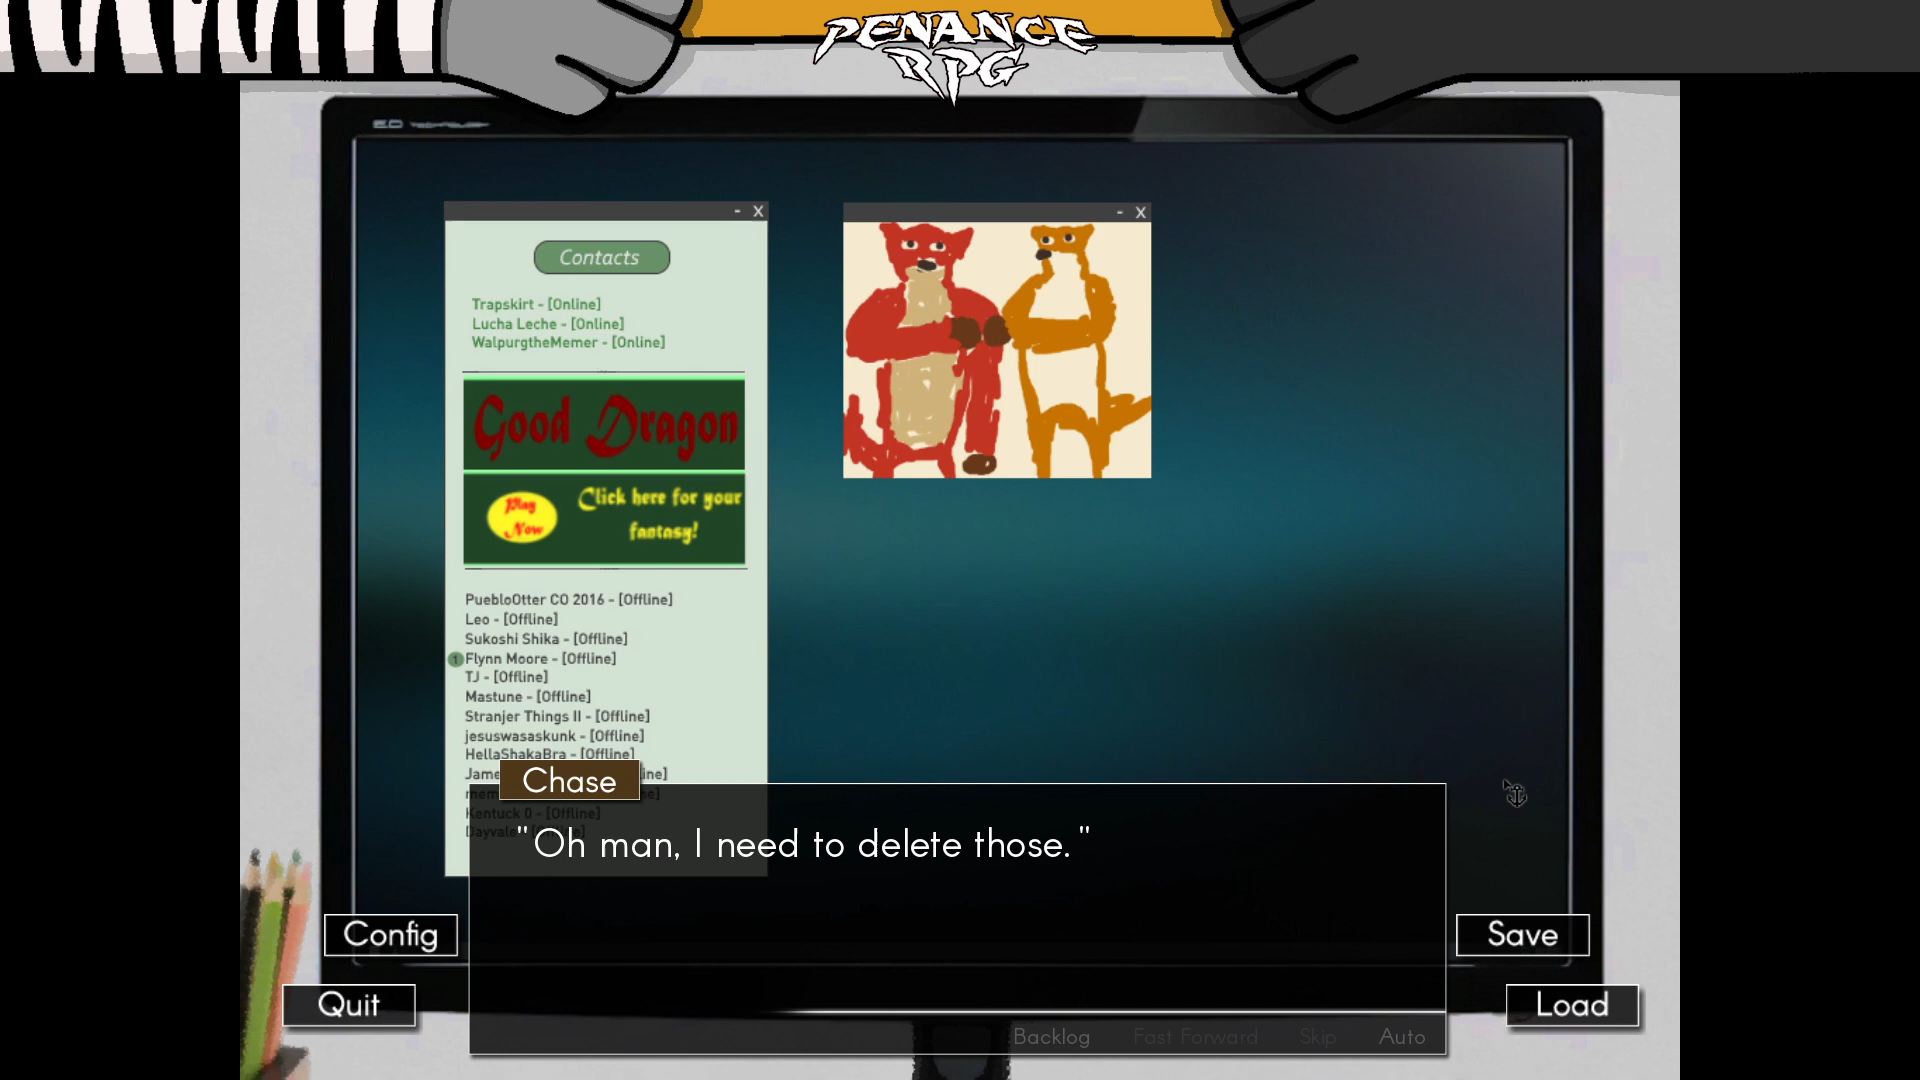 PENANCE
RPG
- X
- X
Contacts
Trapskirt - [Online]
Lucha Leche - [Online]
WalpurgtheMemer - [Online]
Good Dragon
Play
Now
Click here for your
fantasy!
PuebloOtter CO 2016 - [Offline]
Leo - [Offline]
Sukoshi Shika - [Offline]
1
Flynn Moore - [Offline]
TJ - [Offline]
Mastune - [Offline]
Stranjer Things II - [Offline]
jesuswasaskunk - [Offline]
HellaShakaBra - [Offline]
Kentuck 0 - [Offline]
Dayvale
Chase
"Oh man, I need to delete those."
Config
Save
Quit
Load
Backlog Fast Forward Skip Auto